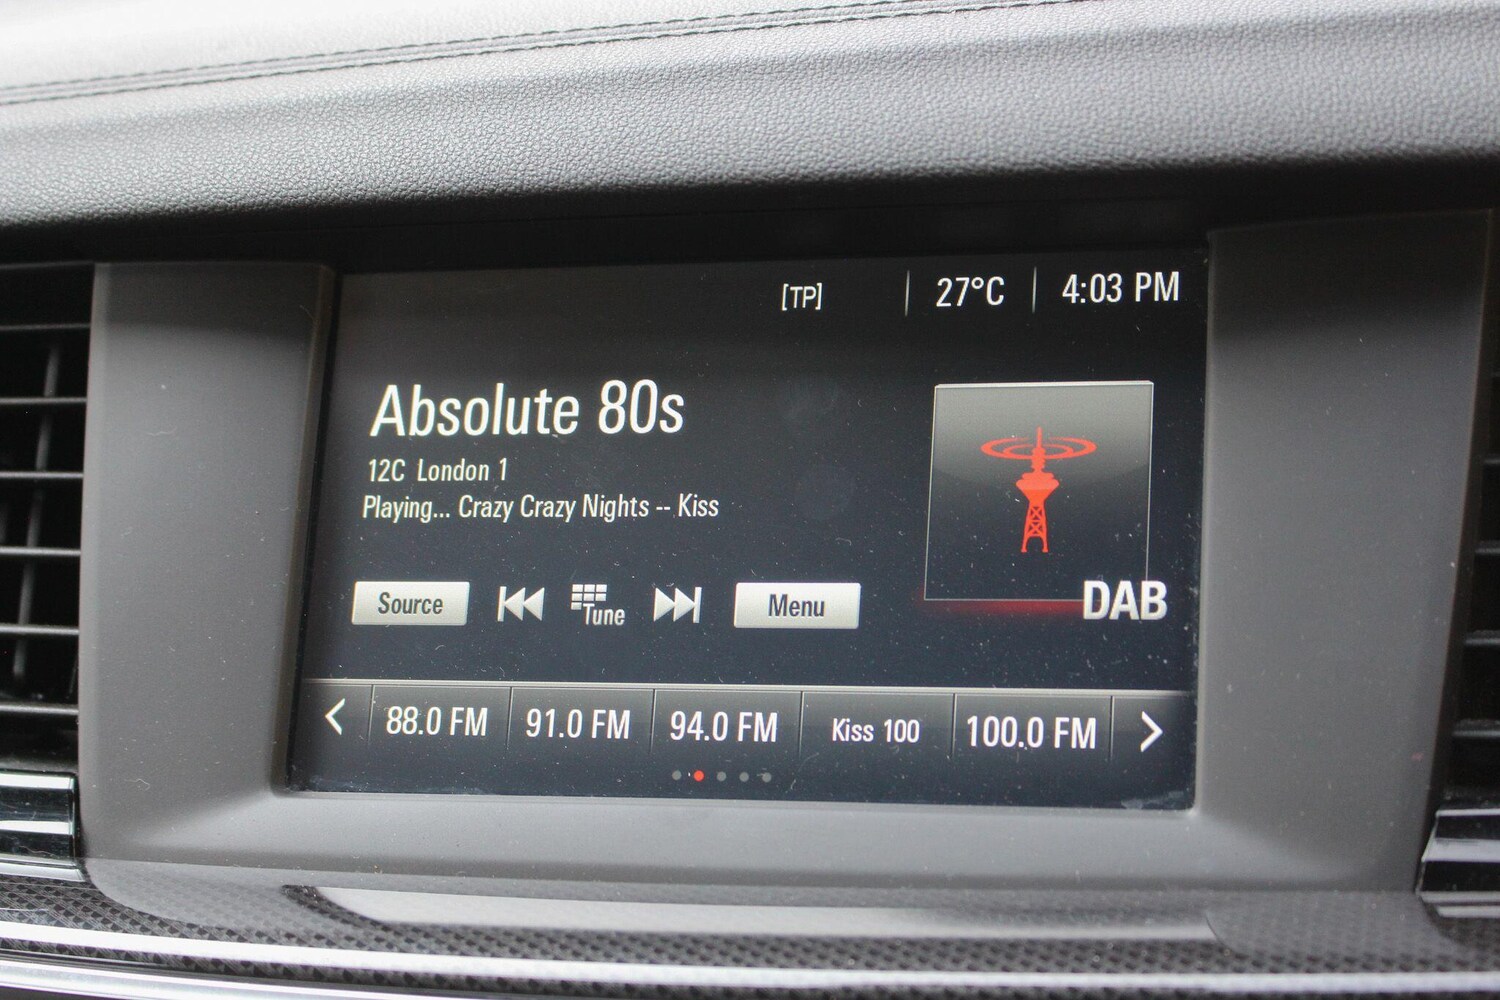 [TP] 27°C 4:03 PM
Absolute 80s
12C London 1
Playing... Crazy Crazy Nights -- Kiss
Source Tune Menu
DAB
88.0 FM 91.0 FM 94.0 FM Kiss 100 100.0 FM